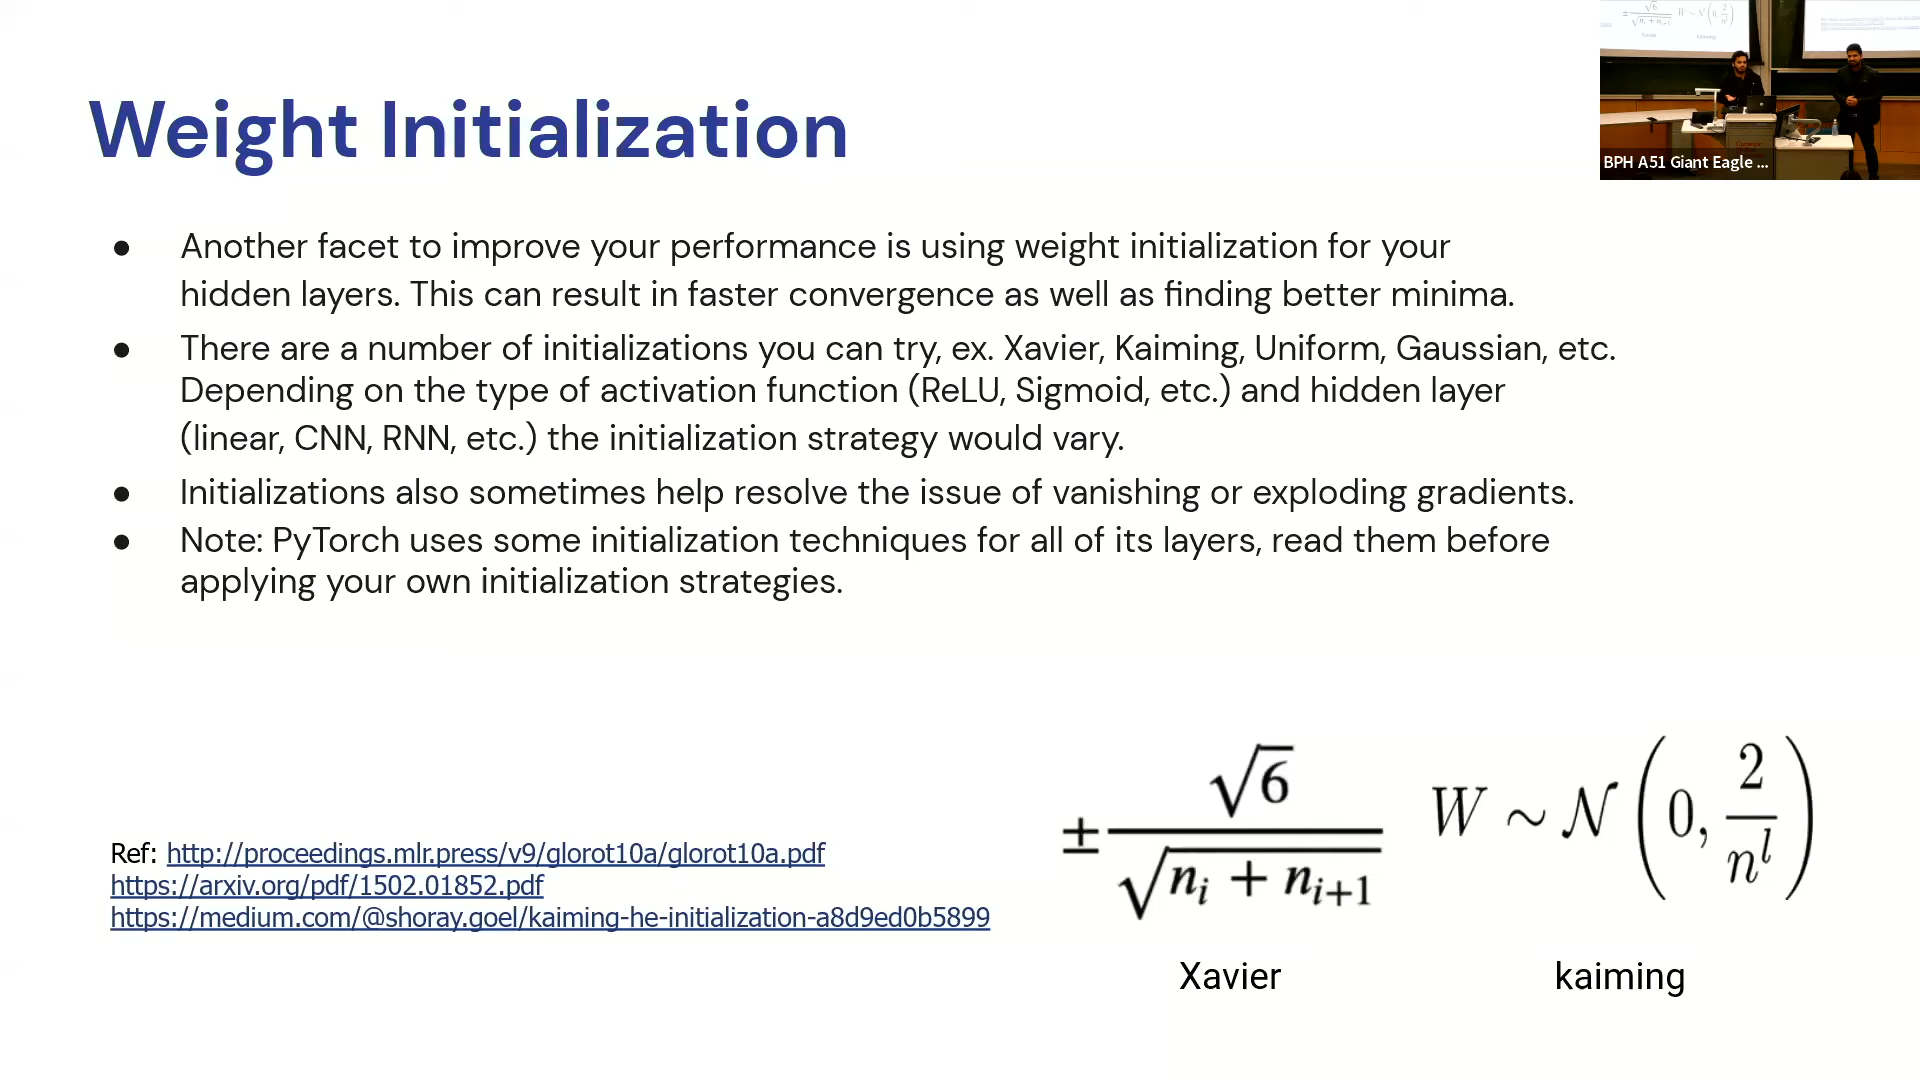 Weight Initialization
● Another facet to improve your performance is using weight initialization for your
hidden layers. This can result in faster convergence as well as finding better minima.
● There are a number of initializations you can try, ex. Xavier, Kaiming, Uniform, Gaussian, etc.
Depending on the type of activation function (ReLU, Sigmoid, etc.) and hidden layer
(linear, CNN, RNN, etc.) the initialization strategy would vary.
● Initializations also sometimes help resolve the issue of vanishing or exploding gradients.
● Note: PyTorch uses some initialization techniques for all of its layers, read them before
applying your own initialization strategies.
± √6 / √(n_i + n_{i+1})
W ~ N (0, 2 / n^l)
Xavier
kaiming
Ref: http://proceedings.mlr.press/v9/glorot10a/glorot10a.pdf
https://arxiv.org/pdf/1502.01852.pdf
https://medium.com/@shoray.goel/kaiming-he-initialization-a8d9ed0b5899
BPH A51 Giant Eagle ...